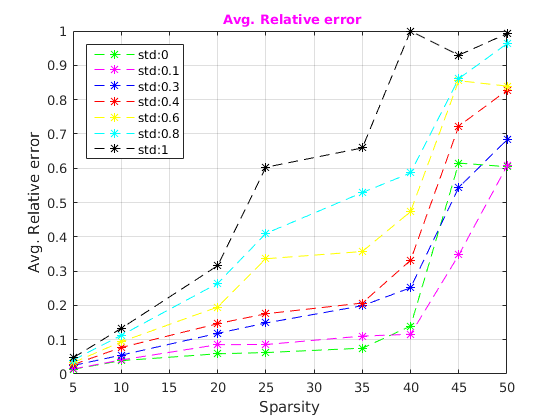 Avg. Relative error
1
0.9
0.8
0.7
0.6
0.5
0.4
0.3
0.2
0.1
0
Avg. Relative error
std:0
std:0.1
std:0.3
std:0.4
std:0.6
std:0.8
std:1
5 10 15 20 25 30 35 40 45 50
Sparsity